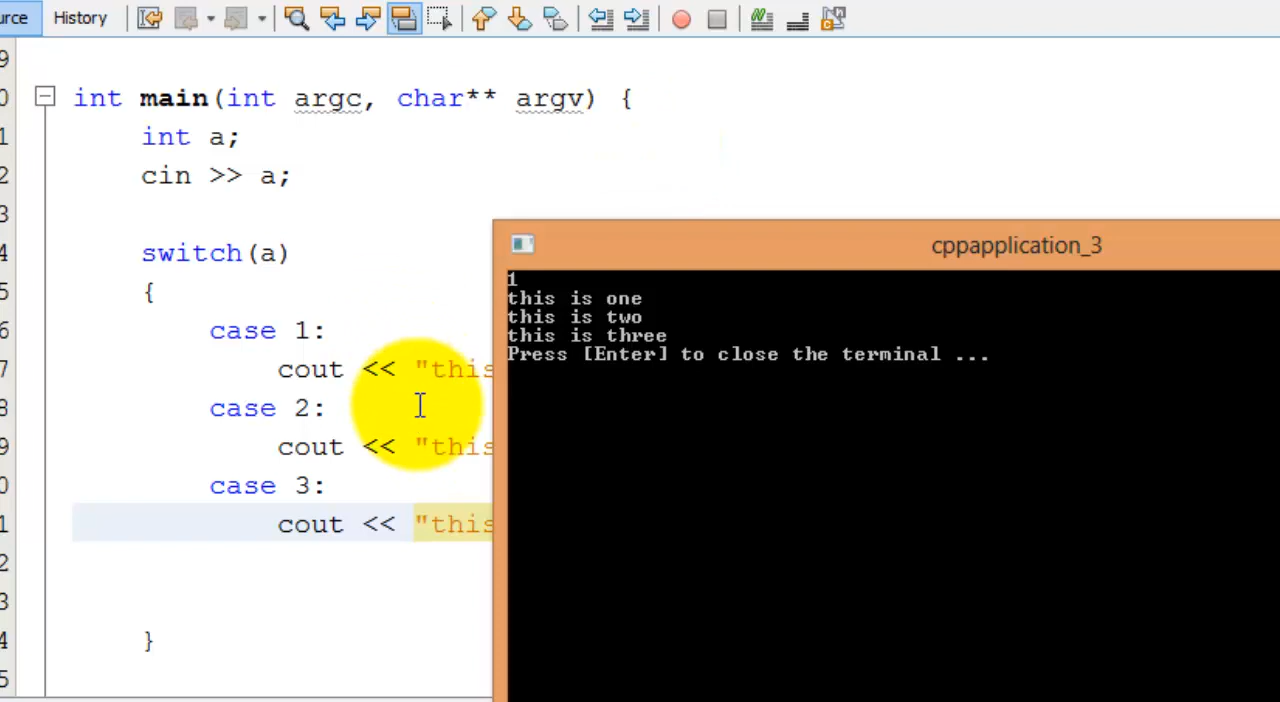 urce History
9
0 int main(int argc, char** argv) {
1 int a;
2 cin >> a;
3
4 switch(a)
5 {
6 case 1:
7 cout << "this
8 case 2:
9 cout << "this
0 case 3:
1 cout << "this
2
3
4 }
5
cppapplication_3
1
this is one
this is two
this is three
Press [Enter] to close the terminal ...